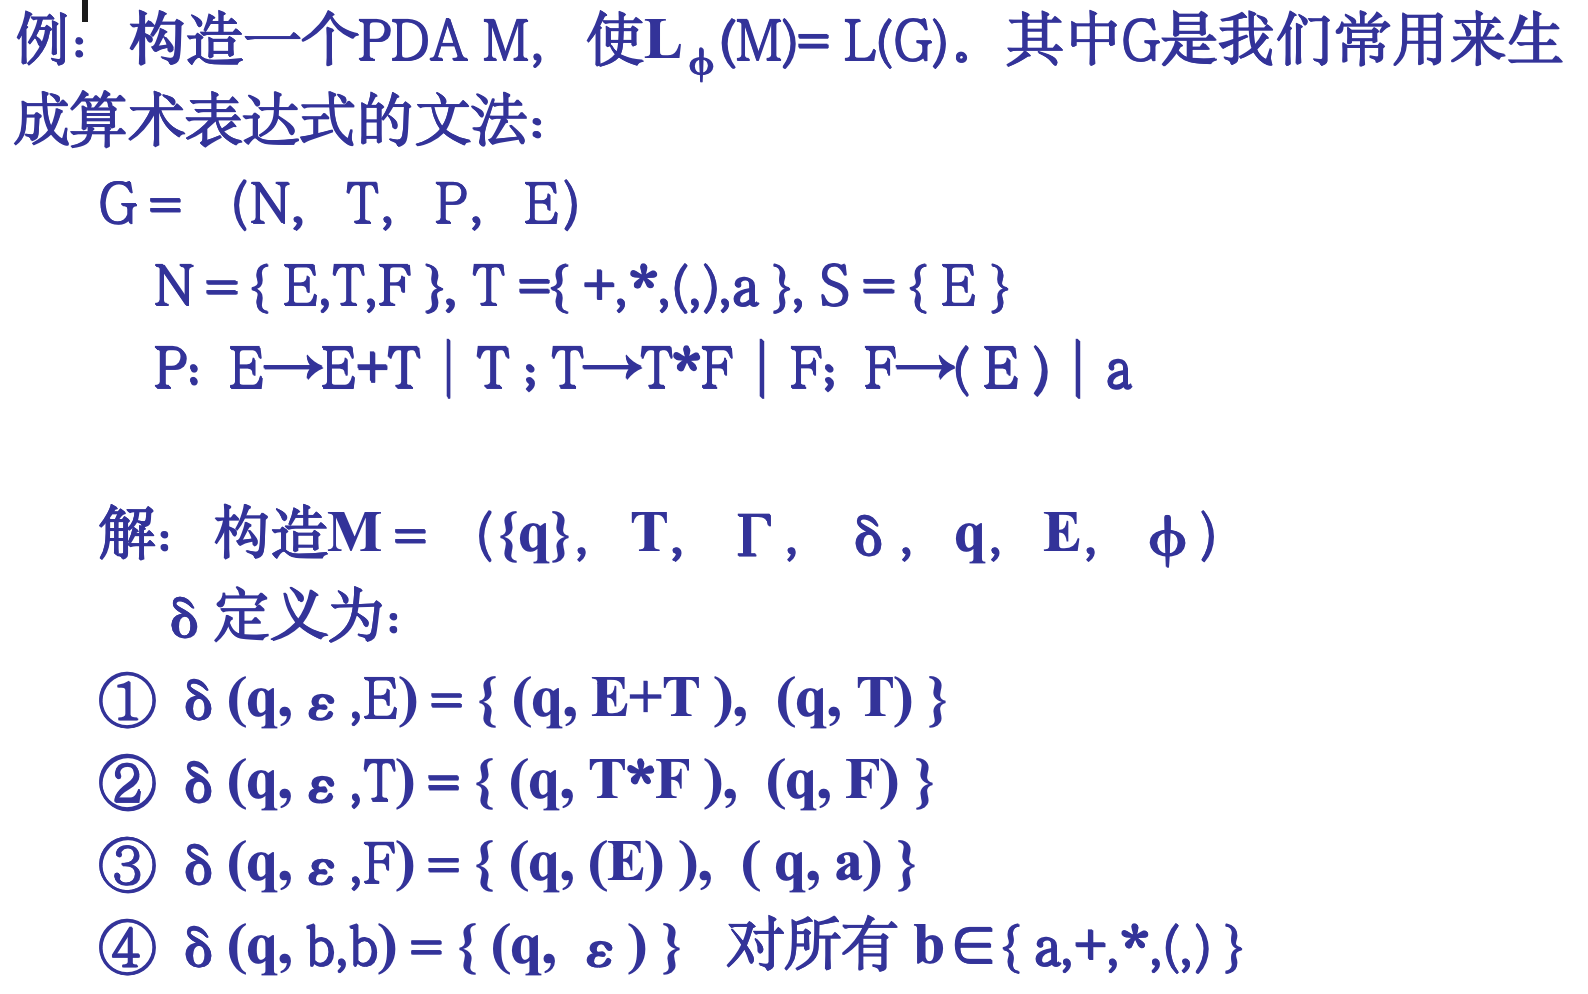 例： 构造一个PDA M， 使Lϕ(M)= L(G)。其中G是我们常用来生
成算术表达式的文法：
G = （N， T， P， E）
N = { E,T,F }, T ={ +,*,(,),a }, S = { E }
P： E→E+T | T ; T→T*F | F; F→( E ) | a
解： 构造M = （{q}， T， Γ， δ， q， E， ϕ）
δ 定义为：
① δ (q, ε ,E) = { (q, E+T ), (q, T) }
② δ (q, ε ,T) = { (q, T*F ), (q, F) }
③ δ (q, ε ,F) = { (q, (E) ), ( q, a) }
④ δ (q, b,b) = { (q, ε ) } 对所有 b∈{ a,+,*,(,) }